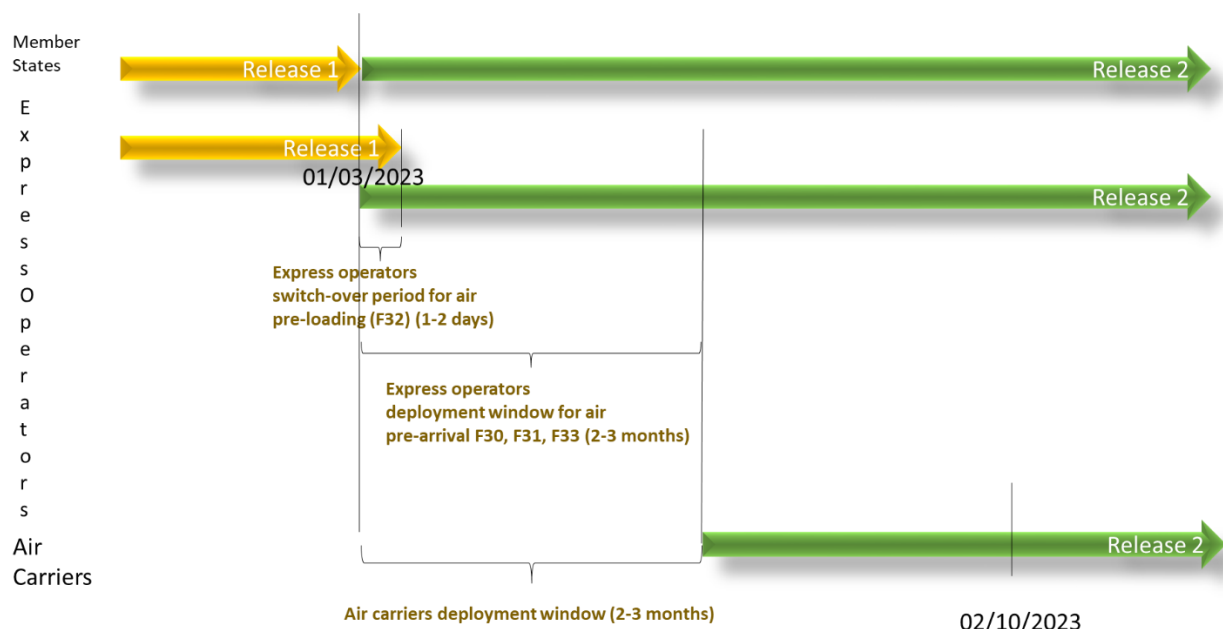 Member
States
Release 1
Release 2
E
x
p
r
e
s
s
O
p
e
r
a
t
o
r
s
Release 1
01/03/2023
Release 2
Express operators
switch-over period for air
pre-loading (F32) (1-2 days)
Express operators
deployment window for air
pre-arrival F30, F31, F33 (2-3 months)
Air
Carriers
Release 2
Air carriers deployment window (2-3 months)
02/10/2023